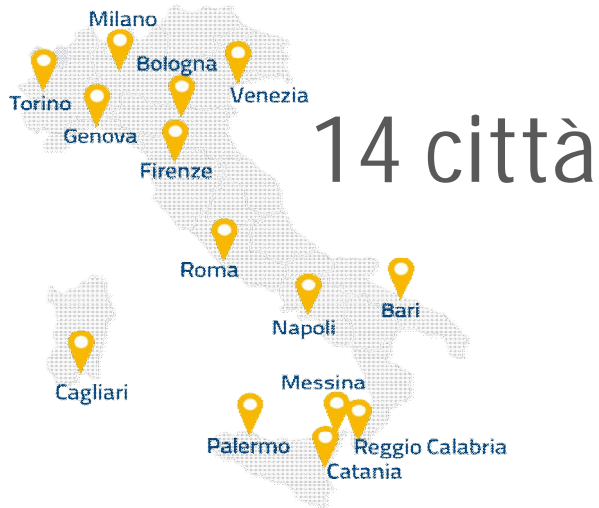 Milano
Bologna
Torino
Venezia
Genova
14 città
Firenze
Roma
Bari
Napoli
Messina
Cagliari
Palermo
Reggio Calabria
Catania